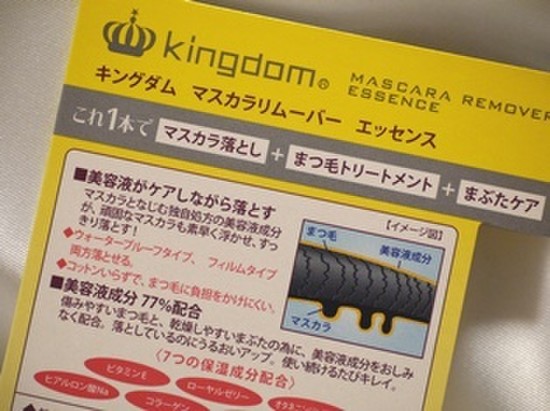 kingdom®
MASCARA REMOVER
ESSENCE
キングダム マスカラリムーバー エッセンス
これ1本で マスカラ落とし + まつ毛トリートメント + まぶたケア
■美容液がケアしながら落とす
マスカラとなじむ独自処方の美容液成分
が、頑固なマスカラも素早く浮かせ、すっ
きり落とす!
◆ウォータープルーフタイプ、フィルムタイプ
両方落とせる。
◆コットンいらずで、まつ毛に負担をかけにくい。
【イメージ図】
まつ毛
美容液成分
マスカラ
■美容液成分 77%配合
傷みやすいまつ毛と、乾燥しやすいまぶたの為に、美容液成分をおしみ
なく配合。落としているのにうるおいアップ。使い続けるたびキレイ。
〈7つの保湿成分配合〉
ビタミンE
ローヤルゼリー
ヒアルロン酸Na
コラーゲン